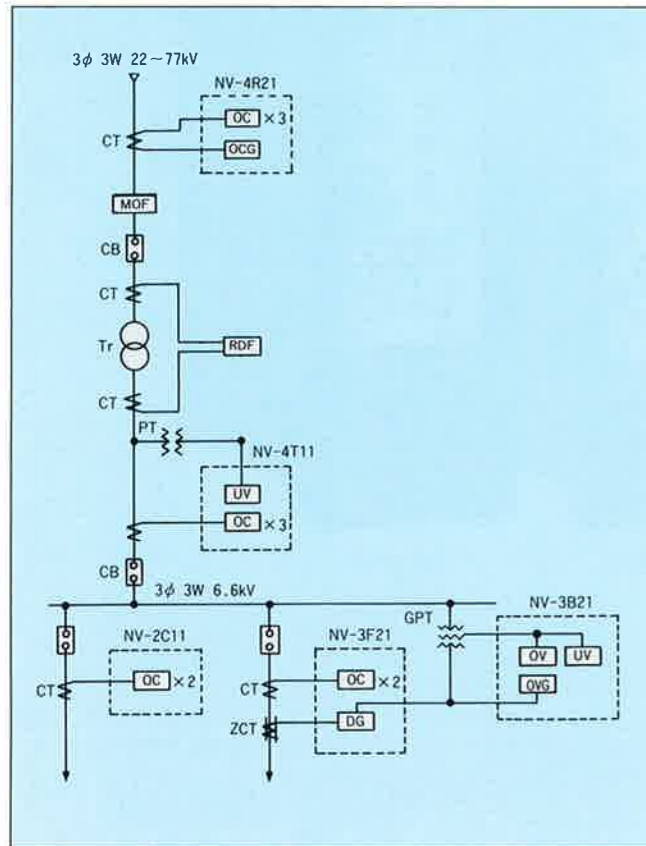 3φ 3W 22～77kV
NV-4R21
OC ×3
CT
OCG
MOF
CB
CT
Tr
RDF
CT
PT
NV-4T11
UV
OC ×3
CB
3φ 3W 6.6kV
GPT
NV-3B21
NV-2C11
NV-3F21
OV UV
CT
OC ×2
CT
OC ×2
OVG
ZCT
DG